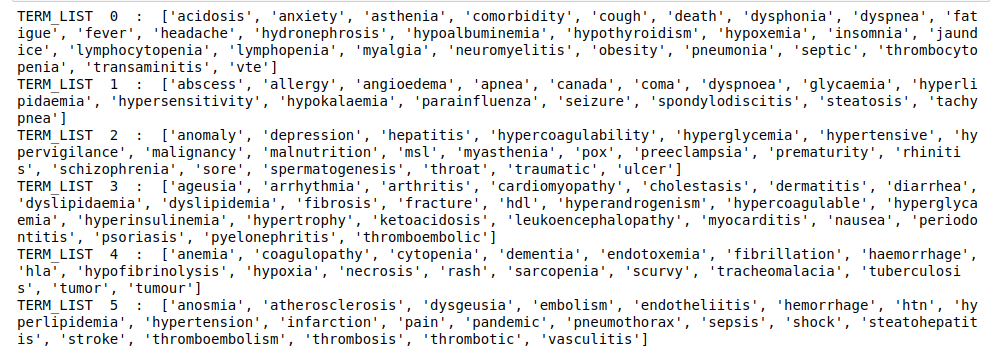 TERM_LIST  0  :  ['acidosis', 'anxiety', 'asthenia', 'comorbidity', 'cough', 'death', 'dysphonia', 'dyspnea', 'fat
igue', 'fever', 'headache', 'hydronephrosis', 'hypoalbuminemia', 'hypothyroidism', 'hypoxemia', 'insomnia', 'jaund
ice', 'lymphocytopenia', 'lymphopenia', 'myalgia', 'neuromyelitis', 'obesity', 'pneumonia', 'septic', 'thrombocyto
penia', 'transaminitis', 'vte']
TERM_LIST  1  :  ['abscess', 'allergy', 'angioedema', 'apnea', 'canada', 'coma', 'dyspnoea', 'glycaemia', 'hyperli
pidaemia', 'hypersensitivity', 'hypokalaemia', 'parainfluenza', 'seizure', 'spondylodiscitis', 'steatosis', 'tachy
pnea']
TERM_LIST  2  :  ['anomaly', 'depression', 'hepatitis', 'hypercoagulability', 'hyperglycemia', 'hypertensive', 'hy
pervigilance', 'malignancy', 'malnutrition', 'msl', 'myasthenia', 'pox', 'preeclampsia', 'prematurity', 'rhiniti
s', 'schizophrenia', 'sore', 'spermatogenesis', 'throat', 'traumatic', 'ulcer']
TERM_LIST  3  :  ['ageusia', 'arrhythmia', 'arthritis', 'cardiomyopathy', 'cholestasis', 'dermatitis', 'diarrhea',
'dyslipidaemia', 'dyslipidemia', 'fibrosis', 'fracture', 'hdl', 'hyperandrogenism', 'hypercoagulable', 'hyperglyca
emia', 'hyperinsulinemia', 'hypertrophy', 'ketoacidosis', 'leukoencephalopathy', 'myocarditis', 'nausea', 'periodo
ntitis', 'psoriasis', 'pyelonephritis', 'thromboembolic']
TERM_LIST  4  :  ['anemia', 'coagulopathy', 'cytopenia', 'dementia', 'endotoxemia', 'fibrillation', 'haemorrhage',
'hla', 'hypofibrinolysis', 'hypoxia', 'necrosis', 'rash', 'sarcopenia', 'scurvy', 'tracheomalacia', 'tuberculosi
s', 'tumor', 'tumour']
TERM_LIST  5  :  ['anosmia', 'atherosclerosis', 'dysgeusia', 'embolism', 'endotheliitis', 'hemorrhage', 'htn', 'hy
perlipidemia', 'hypertension', 'infarction', 'pain', 'pandemic', 'pneumothorax', 'sepsis', 'shock', 'steatohepatit
is', 'stroke', 'thromboembolism', 'thrombosis', 'thrombotic', 'vasculitis']